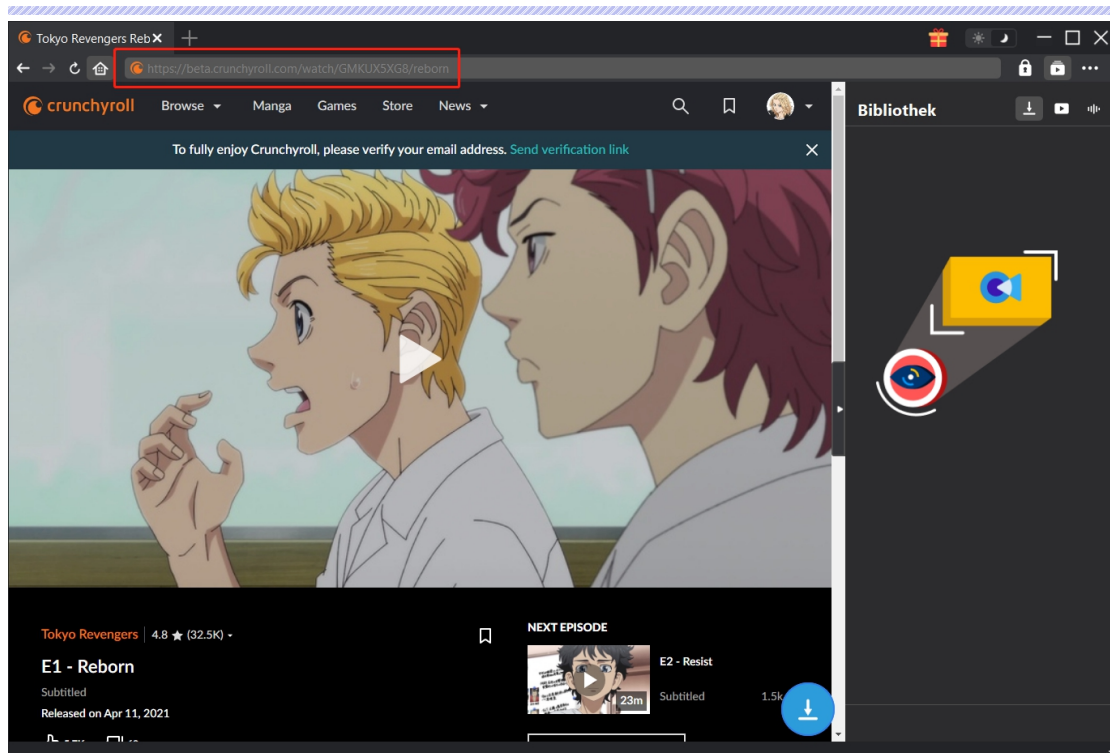 Tokyo Revengers Reb
https://beta.crunchyroll.com/watch/GMKUX5XG8/reborn
crunchyroll Browse Manga Games Store News
Bibliothek
To fully enjoy Crunchyroll, please verify your email address. Send verification link
Tokyo Revengers 4.8 ★ (32.5K)
E1 - Reborn
Subtitled
Released on Apr 11, 2021
NEXT EPISODE
E2 - Resist
23m
Subtitled 1.5k